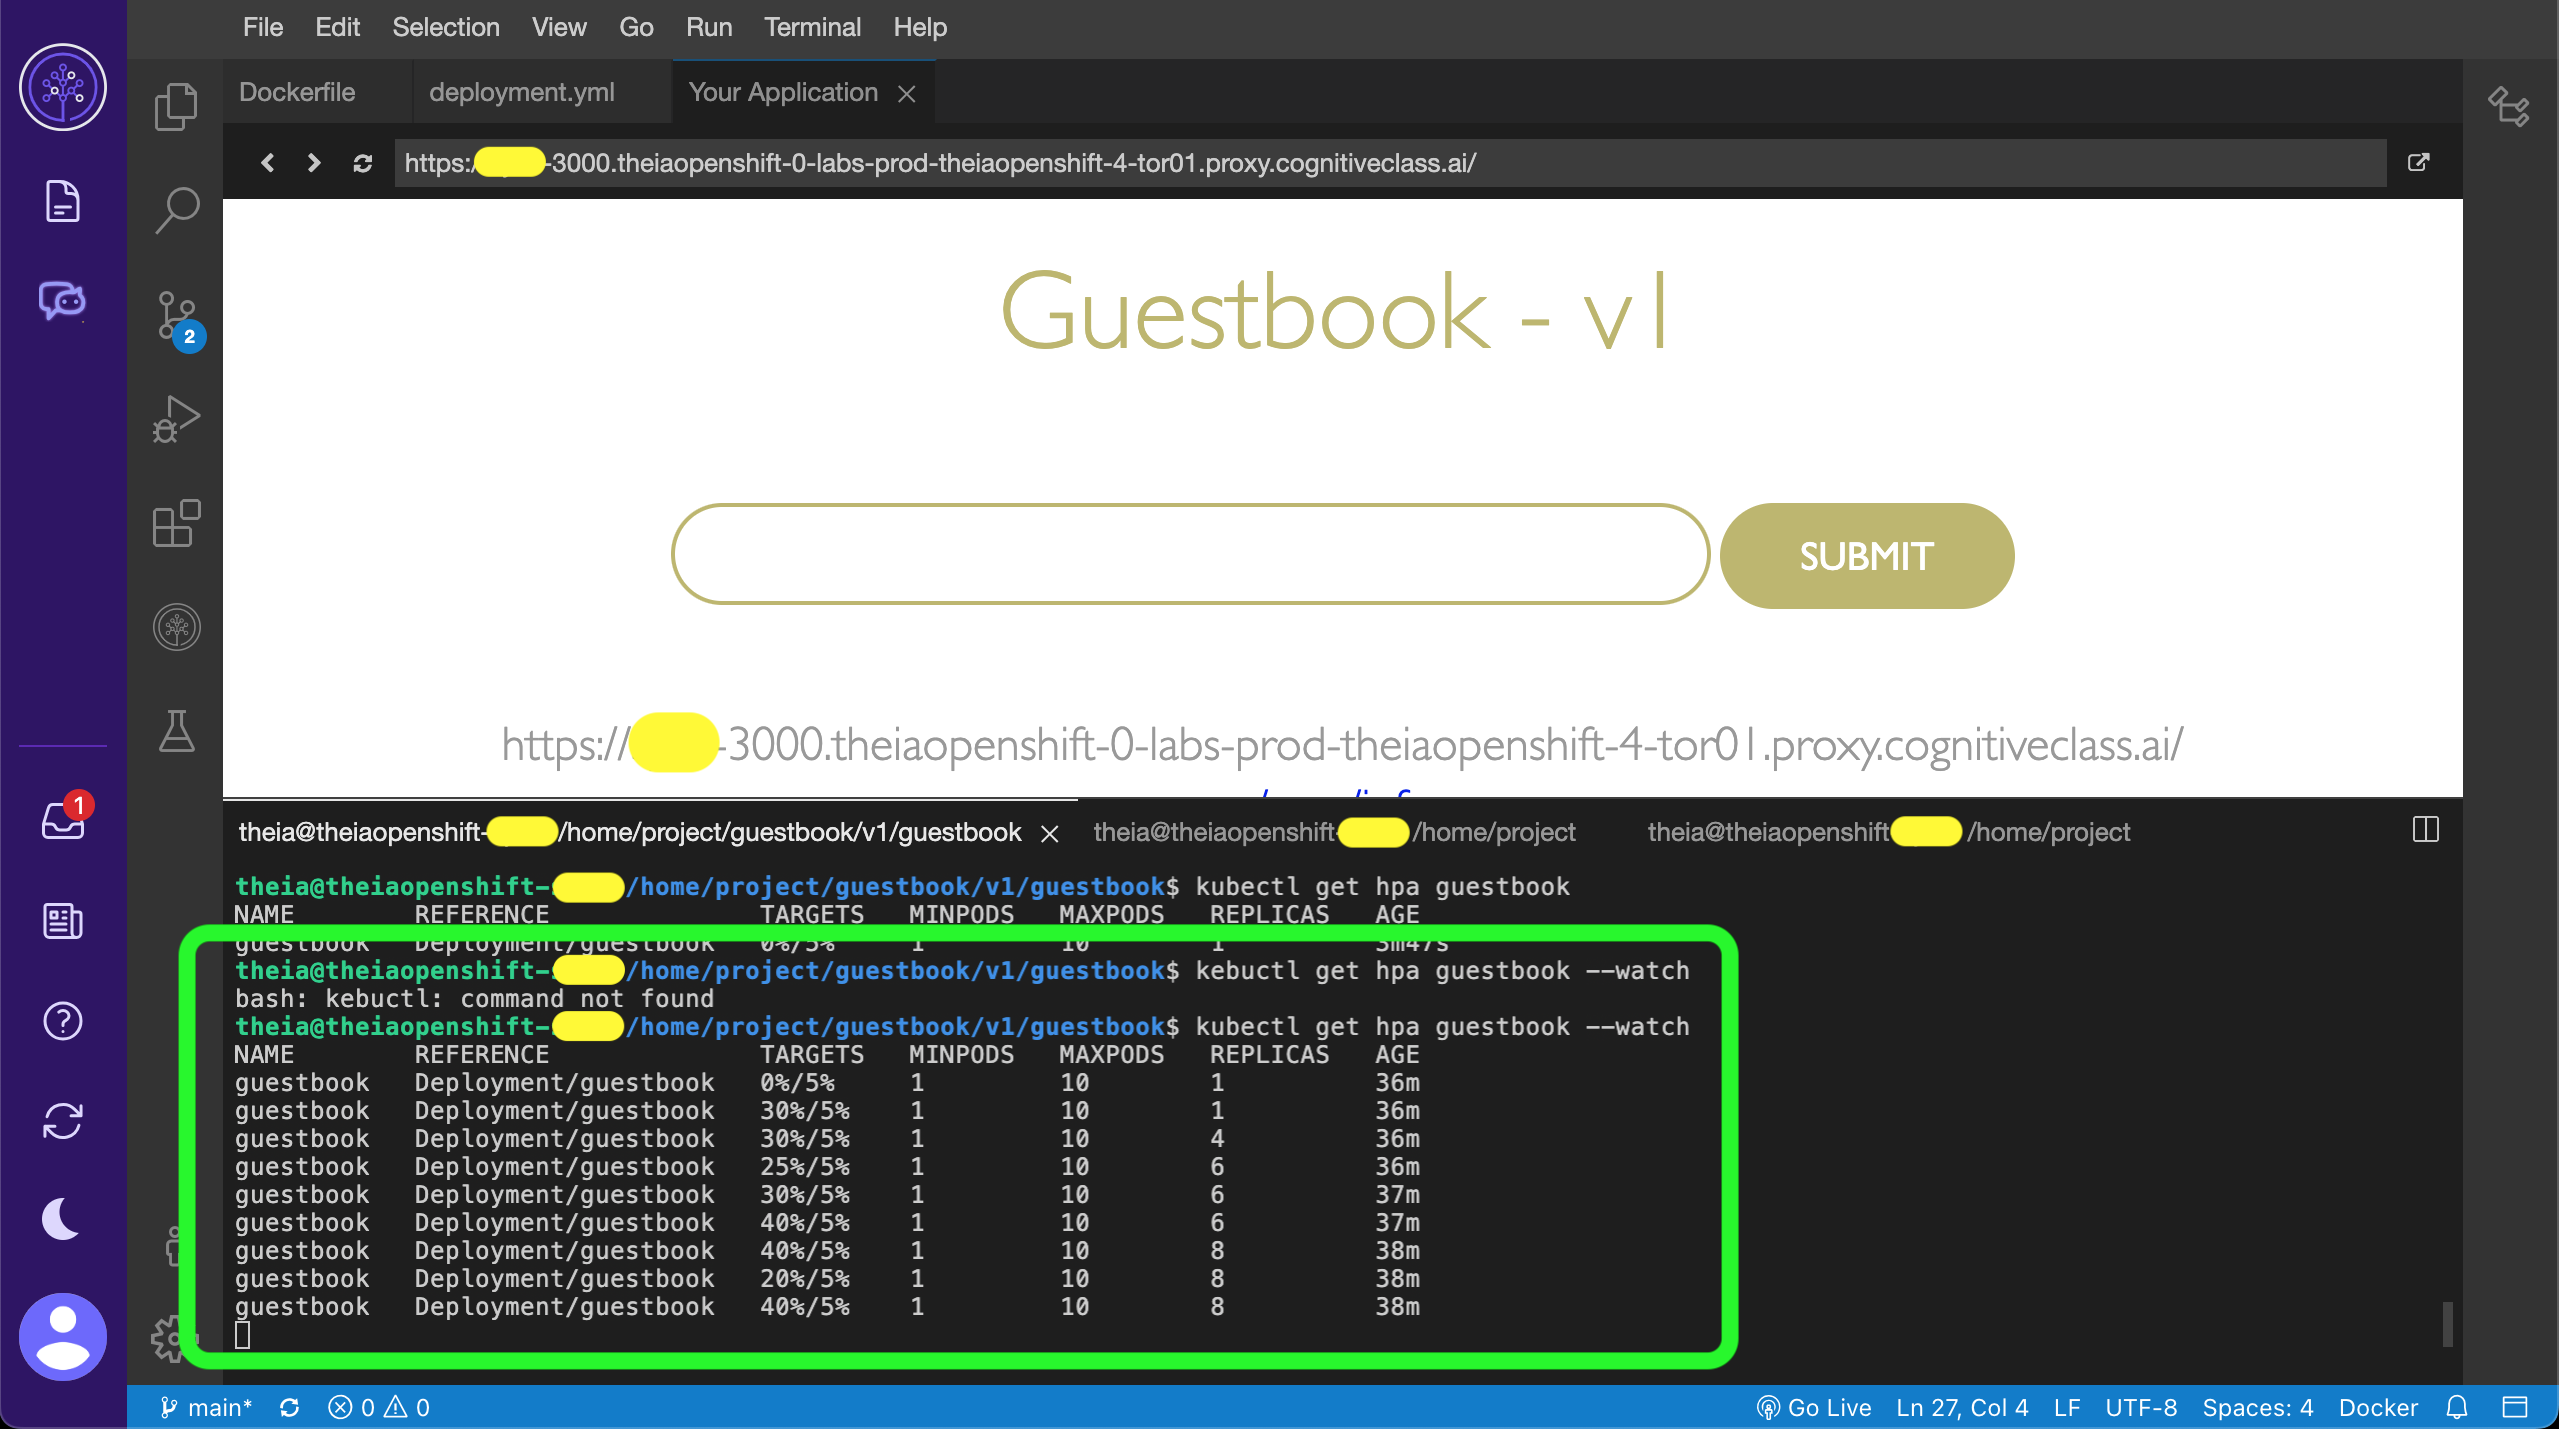 File Edit Selection View Go Run Terminal Help
Dockerfile deployment.yml Your Application
https:/ -3000.theiaopenshift-0-labs-prod-theiaopenshift-4-tor01.proxy.cognitiveclass.ai/
Guestbook - v1
SUBMIT
https:// -3000.theiaopenshift-0-labs-prod-theiaopenshift-4-tor01.proxy.cognitiveclass.ai/
2
1
theia@theiaopenshift- /home/project/guestbook/v1/guestbook theia@theiaopenshift /home/project theia@theiaopenshift /home/project
theia@theiaopenshift- /home/project/guestbook/v1/guestbook$ kubectl get hpa guestbook
NAME REFERENCE TARGETS MINPODS MAXPODS REPLICAS AGE
guestbook Deployment/guestbook 0%/5% 1 10 1 3m47s
theia@theiaopenshift- /home/project/guestbook/v1/guestbook$ kebuctl get hpa guestbook --watch
bash: kebuctl: command not found
theia@theiaopenshift- /home/project/guestbook/v1/guestbook$ kubectl get hpa guestbook --watch
NAME REFERENCE TARGETS MINPODS MAXPODS REPLICAS AGE
guestbook Deployment/guestbook 0%/5% 1 10 1 36m
guestbook Deployment/guestbook 30%/5% 1 10 1 36m
guestbook Deployment/guestbook 30%/5% 1 10 4 36m
guestbook Deployment/guestbook 25%/5% 1 10 6 36m
guestbook Deployment/guestbook 30%/5% 1 10 6 37m
guestbook Deployment/guestbook 40%/5% 1 10 6 37m
guestbook Deployment/guestbook 40%/5% 1 10 8 38m
guestbook Deployment/guestbook 20%/5% 1 10 8 38m
guestbook Deployment/guestbook 40%/5% 1 10 8 38m
main* 0 0 Go Live Ln 27, Col 4 LF UTF-8 Spaces: 4 Docker